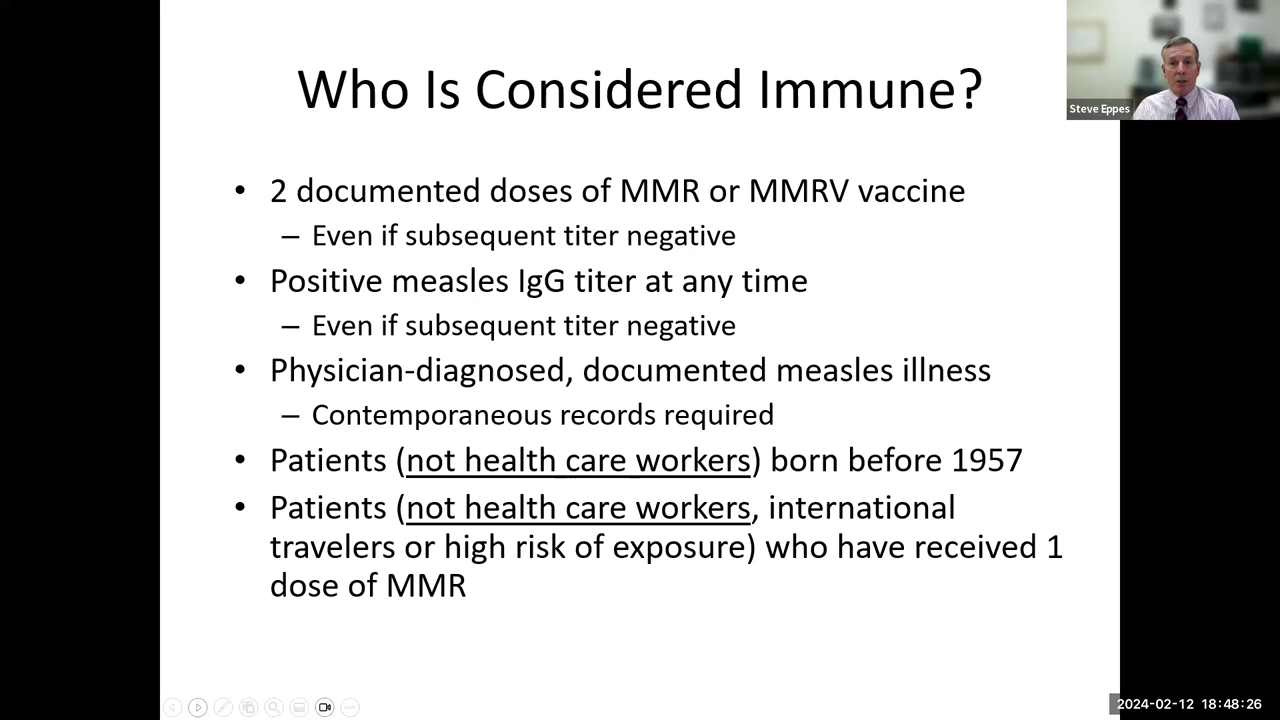 Who Is Considered Immune?
Steve Eppes
• 2 documented doses of MMR or MMRV vaccine
– Even if subsequent titer negative
• Positive measles IgG titer at any time
– Even if subsequent titer negative
• Physician-diagnosed, documented measles illness
– Contemporaneous records required
• Patients (not health care workers) born before 1957
• Patients (not health care workers, international
travelers or high risk of exposure) who have received 1
dose of MMR
2024-02-12 18:48:26